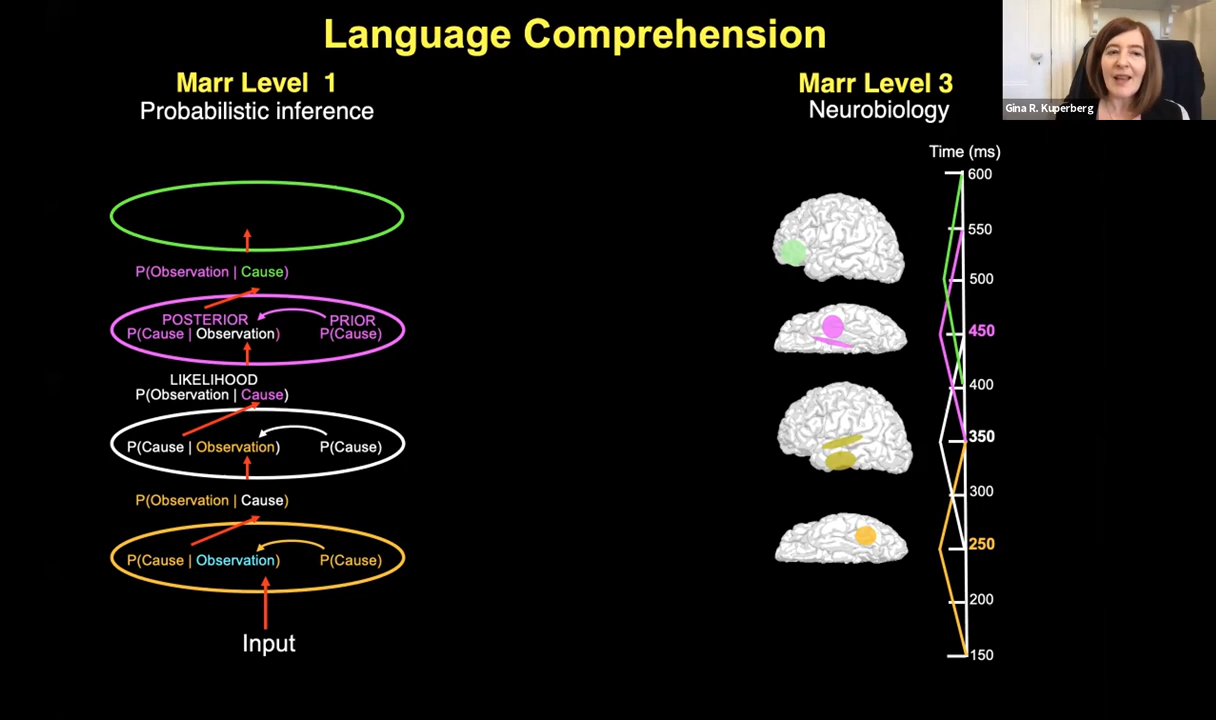 Language Comprehension
Marr Level 1
Probabilistic inference
P(Observation | Cause)
POSTERIOR
PRIOR
P(Cause | Observation)
P(Cause)
LIKELIHOOD
P(Observation | Cause)
P(Cause | Observation)
P(Cause)
P(Observation | Cause)
P(Cause | Observation)
P(Cause)
Input
Marr Level 3
Neurobiology
Time (ms)
600
550
500
450
400
350
300
250
200
150
Gina R. Kuperberg